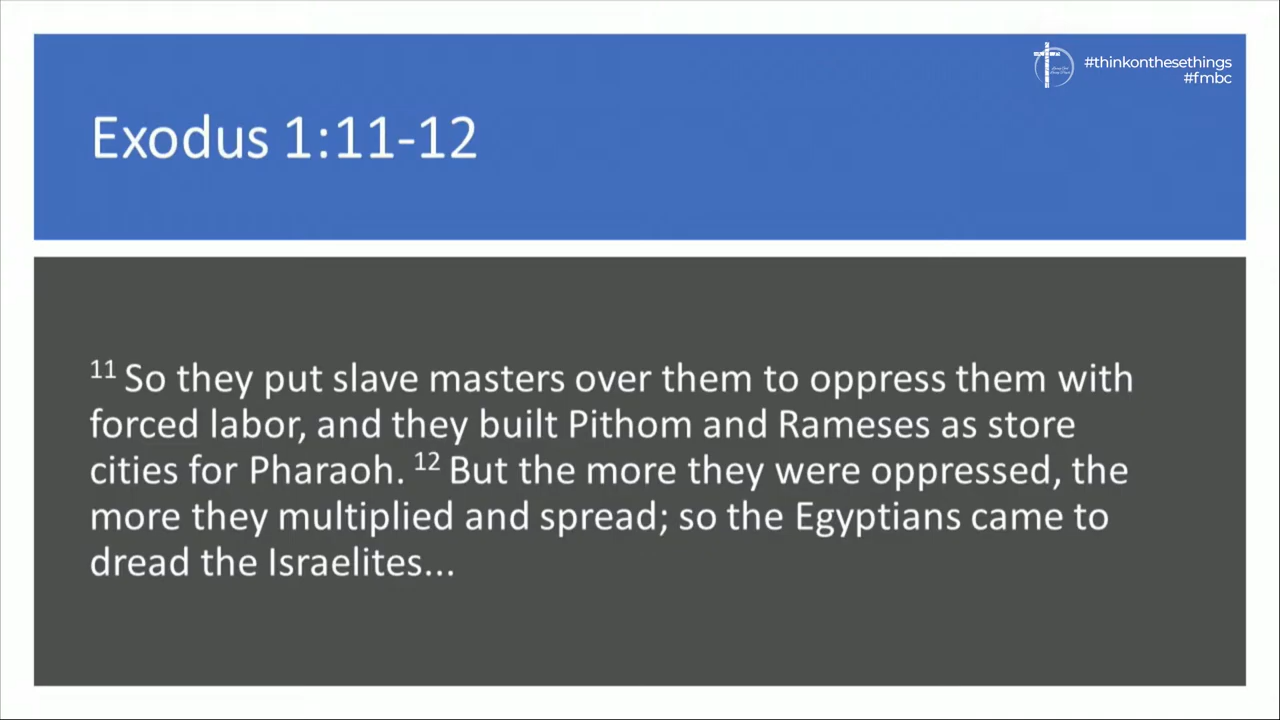 #thinkonthesethings
#fmbc
Exodus 1:11-12
11 So they put slave masters over them to oppress them with
forced labor, and they built Pithom and Rameses as store
cities for Pharaoh. 12 But the more they were oppressed, the
more they multiplied and spread; so the Egyptians came to
dread the Israelites...